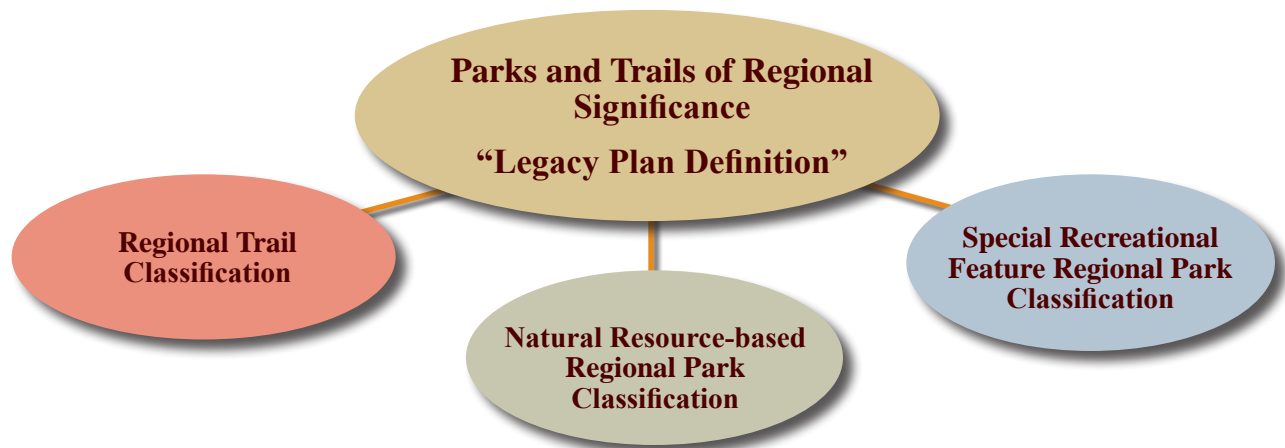 Parks and Trails of Regional
Significance
“Legacy Plan Definition”
Regional Trail
Classification
Natural Resource-based
Regional Park
Classification
Special Recreational
Feature Regional Park
Classification